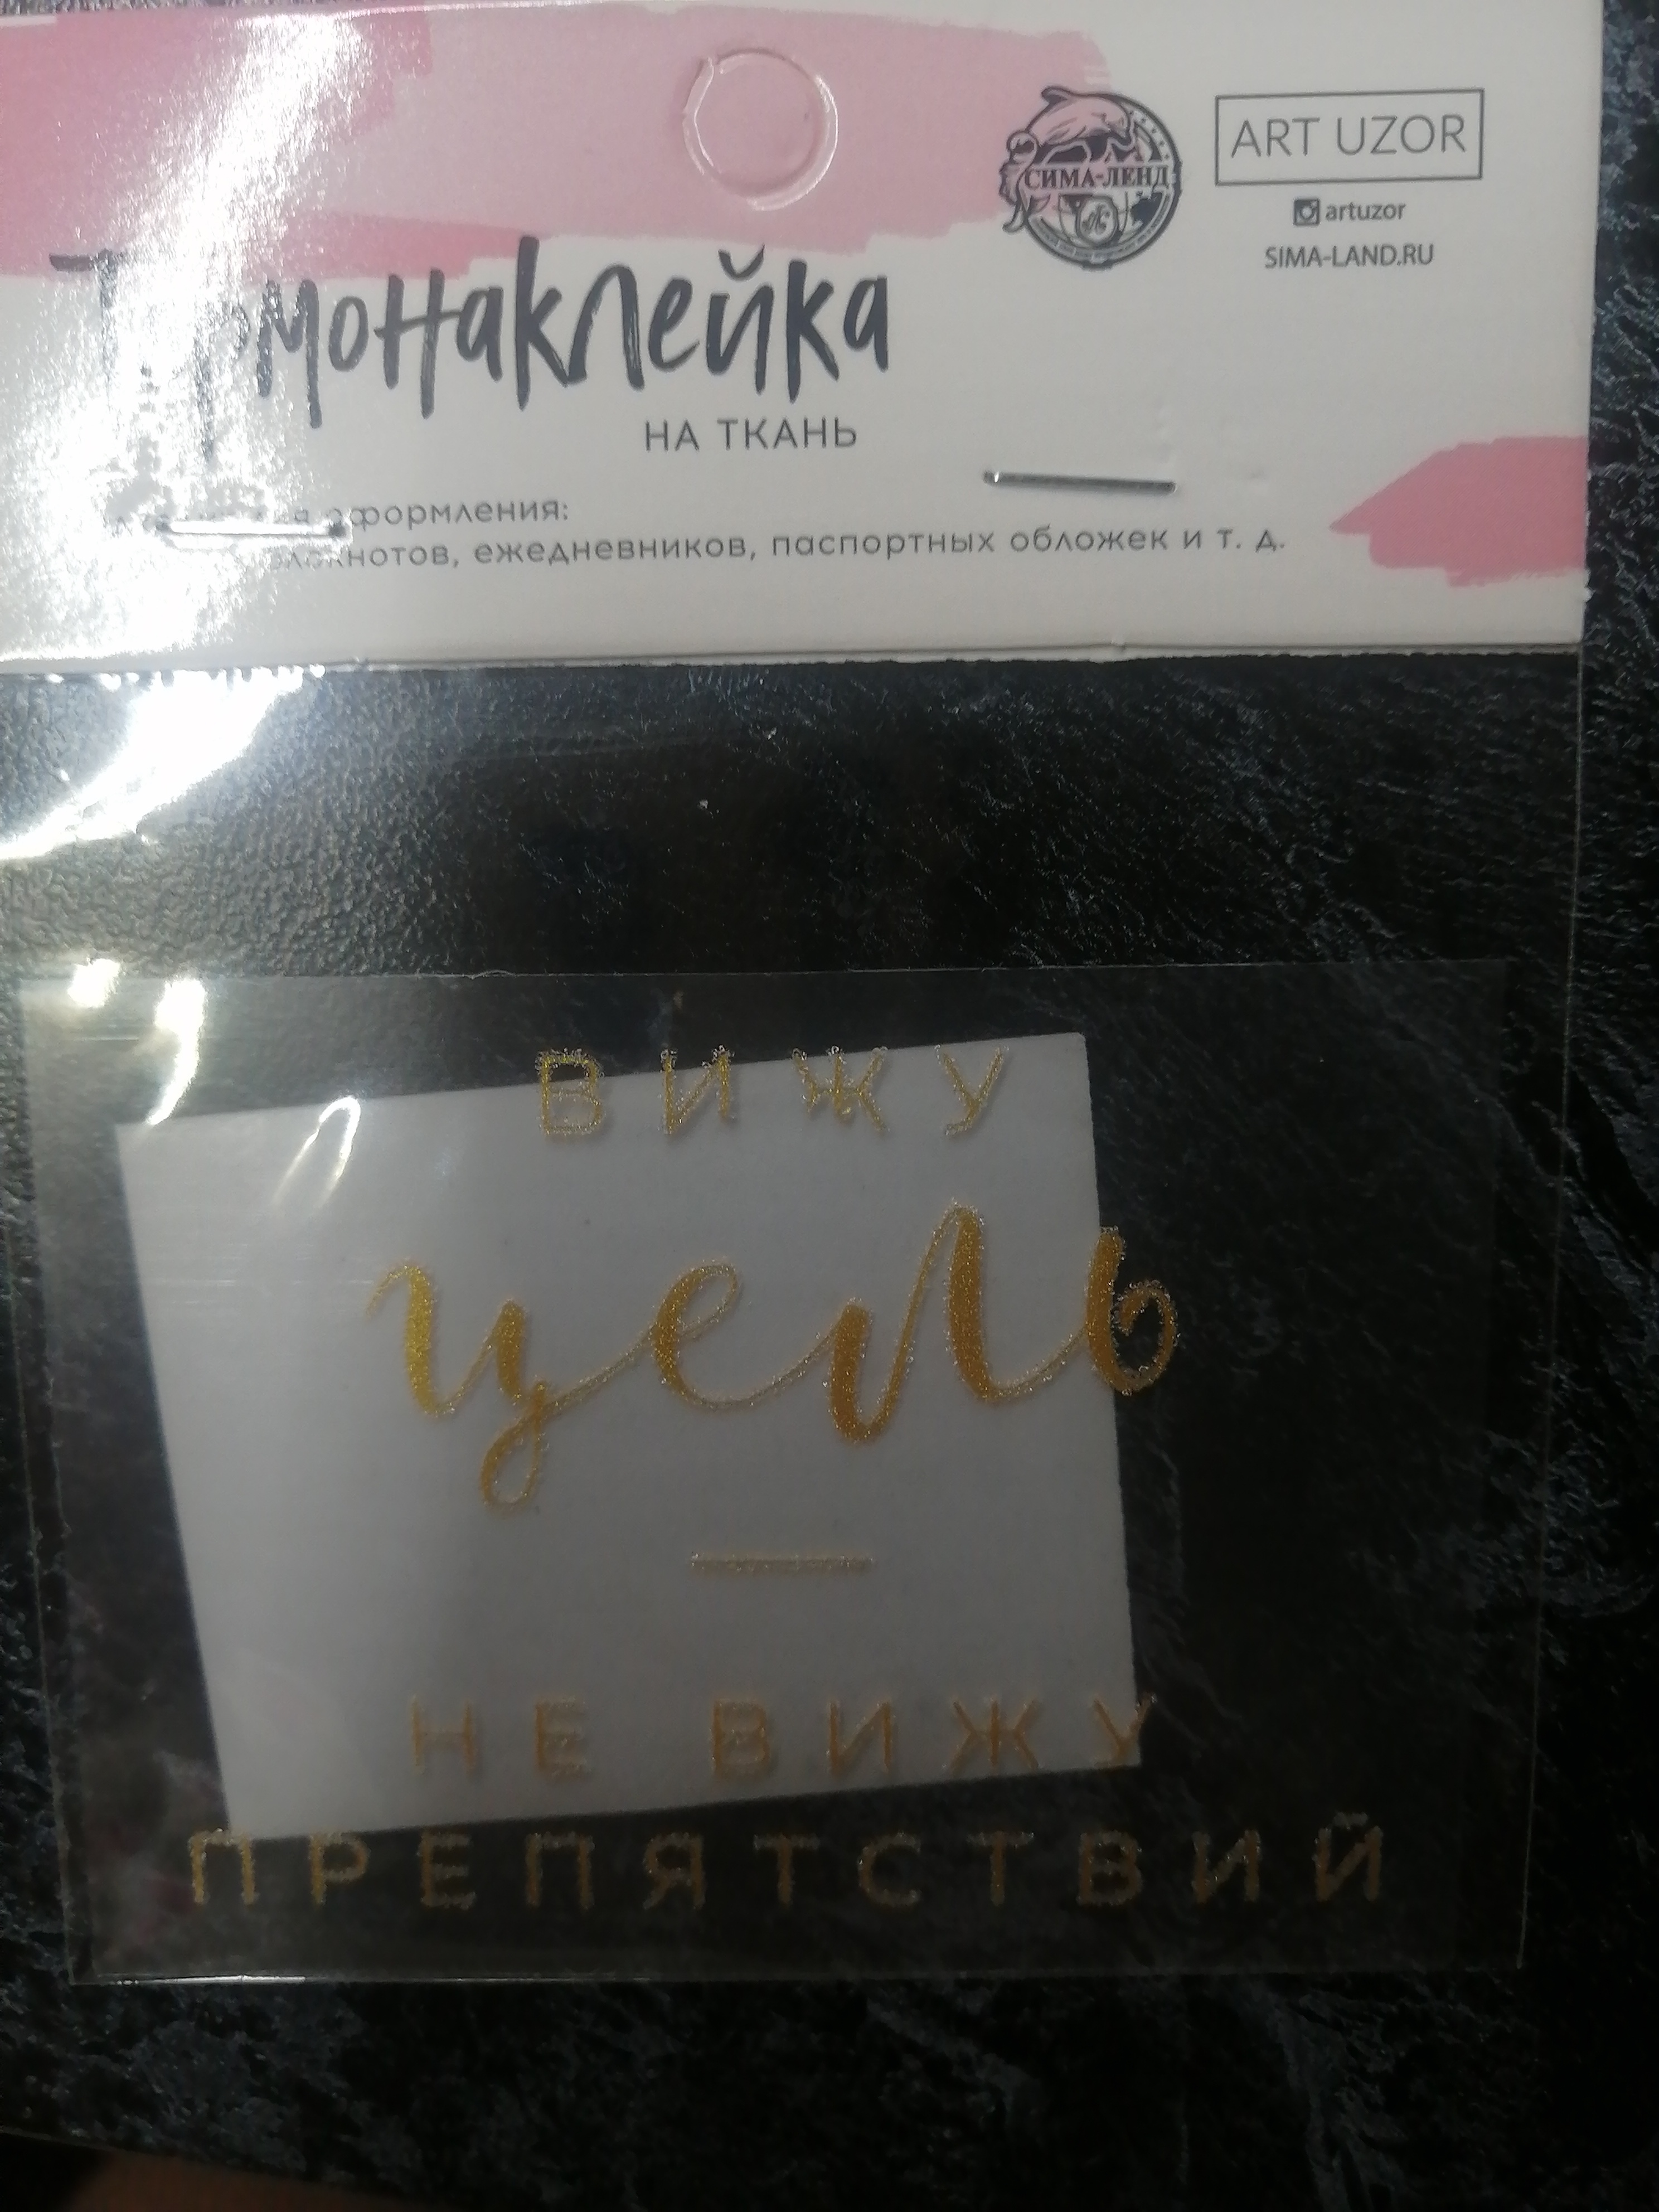 СИМА-ЛЕНД
ART UZOR
artuzor
SIMA-LAND.RU
Термонаклейка
НА ТКАНЬ
оформления:
блокнотов, ежедневников, паспортных обложек и т. д.
ВИЖУ
цель
—
НЕ ВИЖУ
ПРЕПЯТСТВИЙ